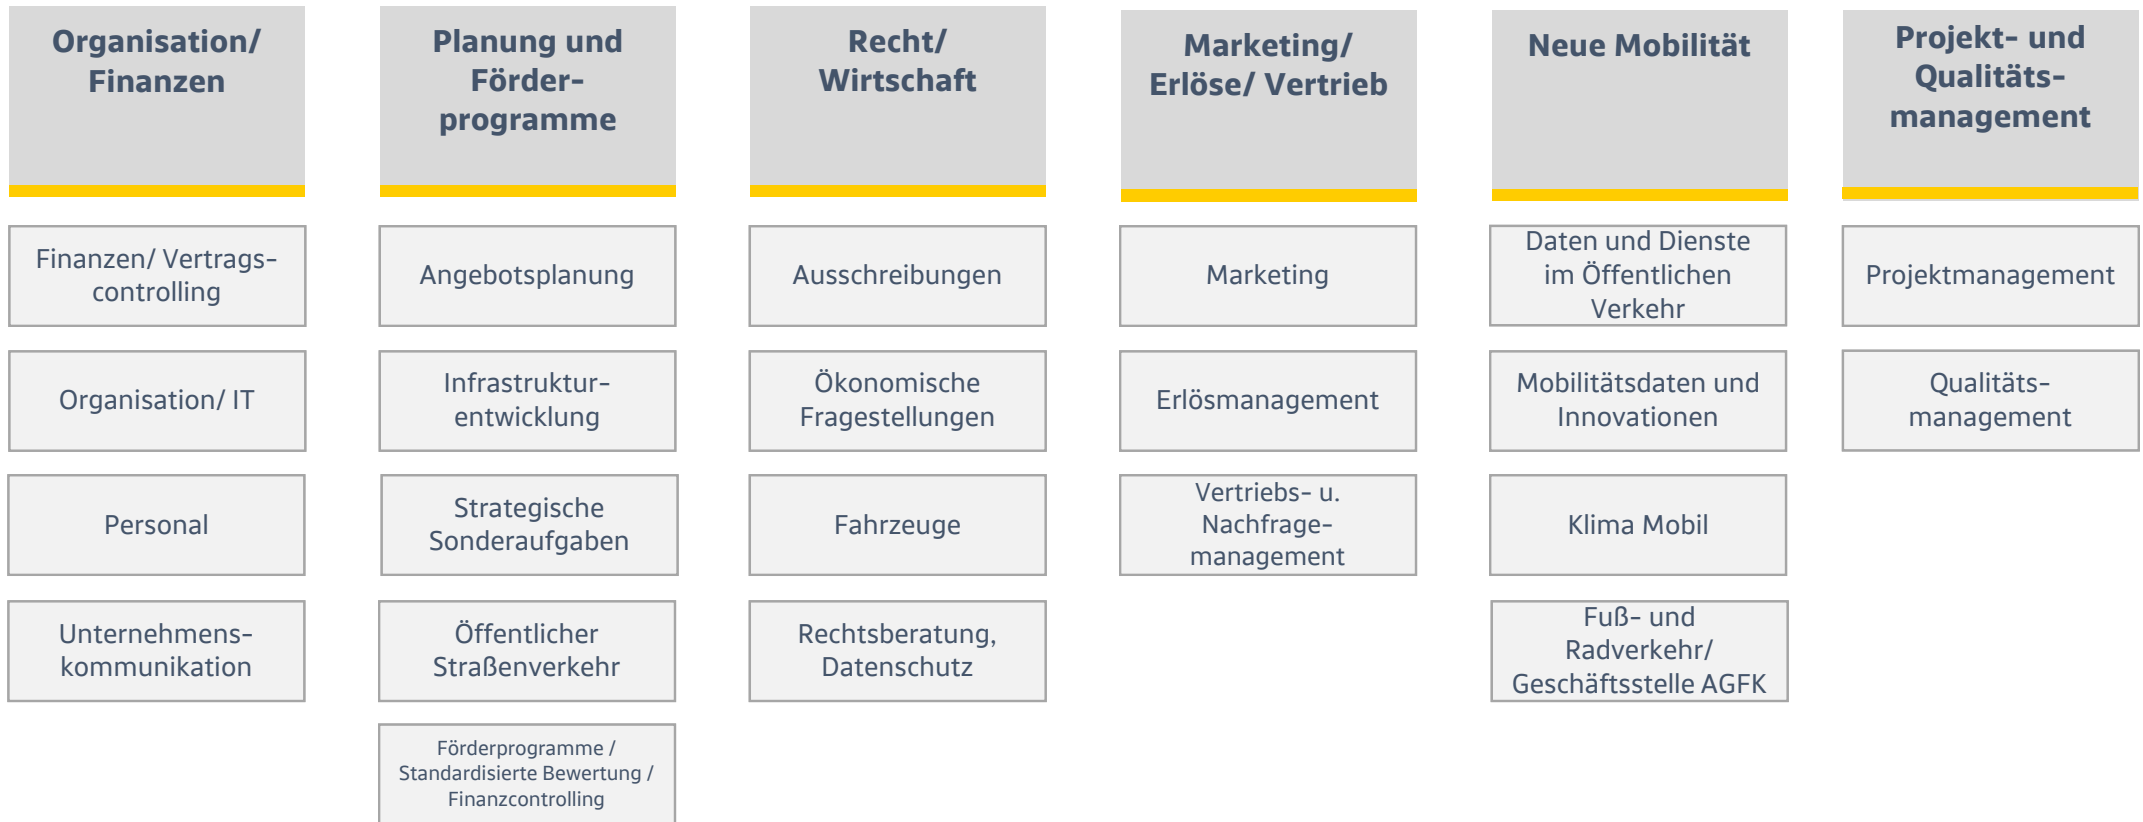 Organisation/
Finanzen
Finanzen/ Vertrags-
controlling
Organisation/ IT
Personal
Unternehmens-
kommunikation
Planung und
Förder-
programme
Angebotsplanung
Infrastruktur-
entwicklung
Strategische
Sonderaufgaben
Öffentlicher
Straßenverkehr
Förderprogramme /
Standardisierte Bewertung /
Finanzcontrolling
Recht/
Wirtschaft
Ausschreibungen
Ökonomische
Fragestellungen
Fahrzeuge
Rechtsberatung,
Datenschutz
Marketing/
Erlöse/ Vertrieb
Marketing
Erlösmanagement
Vertriebs- u.
Nachfrage-
management
Neue Mobilität
Daten und Dienste
im Öffentlichen
Verkehr
Mobilitätsdaten und
Innovationen
Klima Mobil
Fuß- und
Radverkehr/
Geschäftsstelle AGFK
Projekt- und
Qualitäts-
management
Projektmanagement
Qualitäts-
management